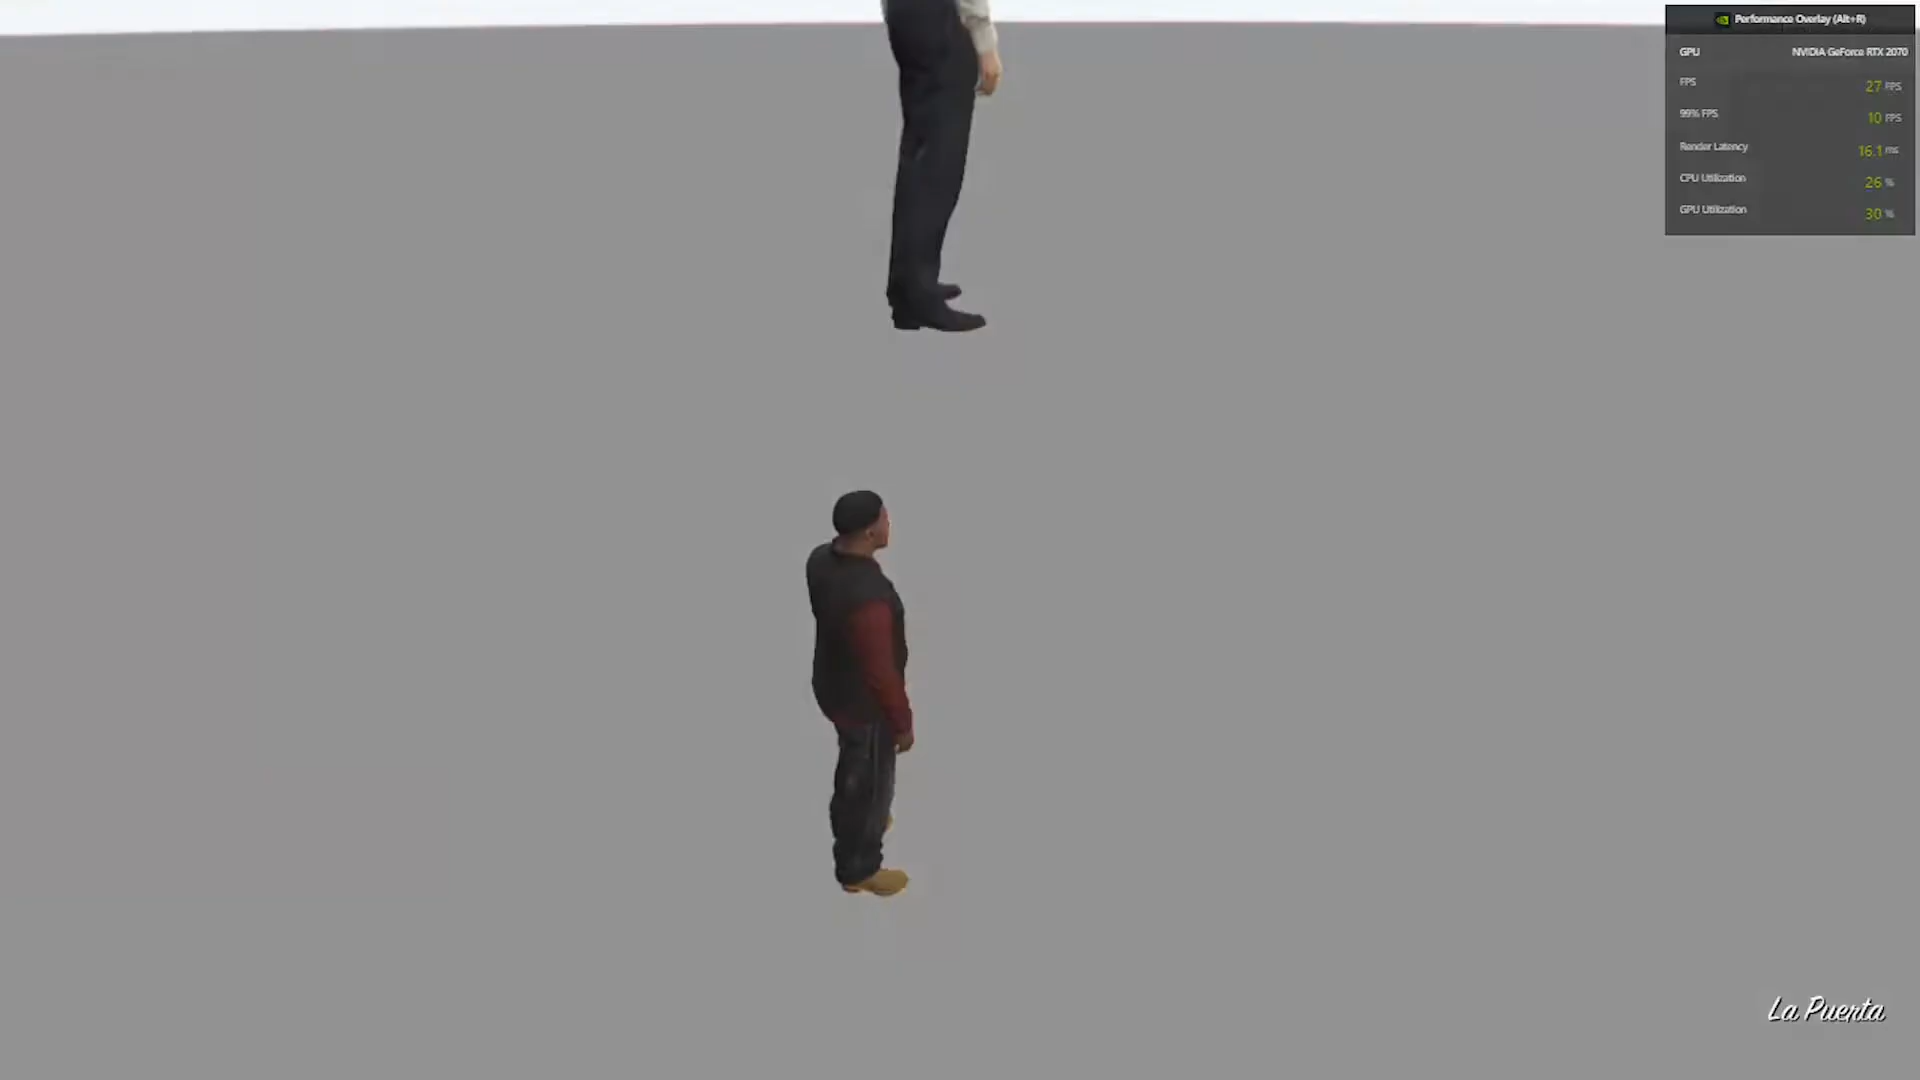 Performance Overlay (Alt+R)
GPU NVIDIA GeForce RTX 2070
FPS 27 FPS
99% FPS 10 FPS
Render Latency 16.1 ms
CPU Utilization 26 %
GPU Utilization 30 %
La Puerta